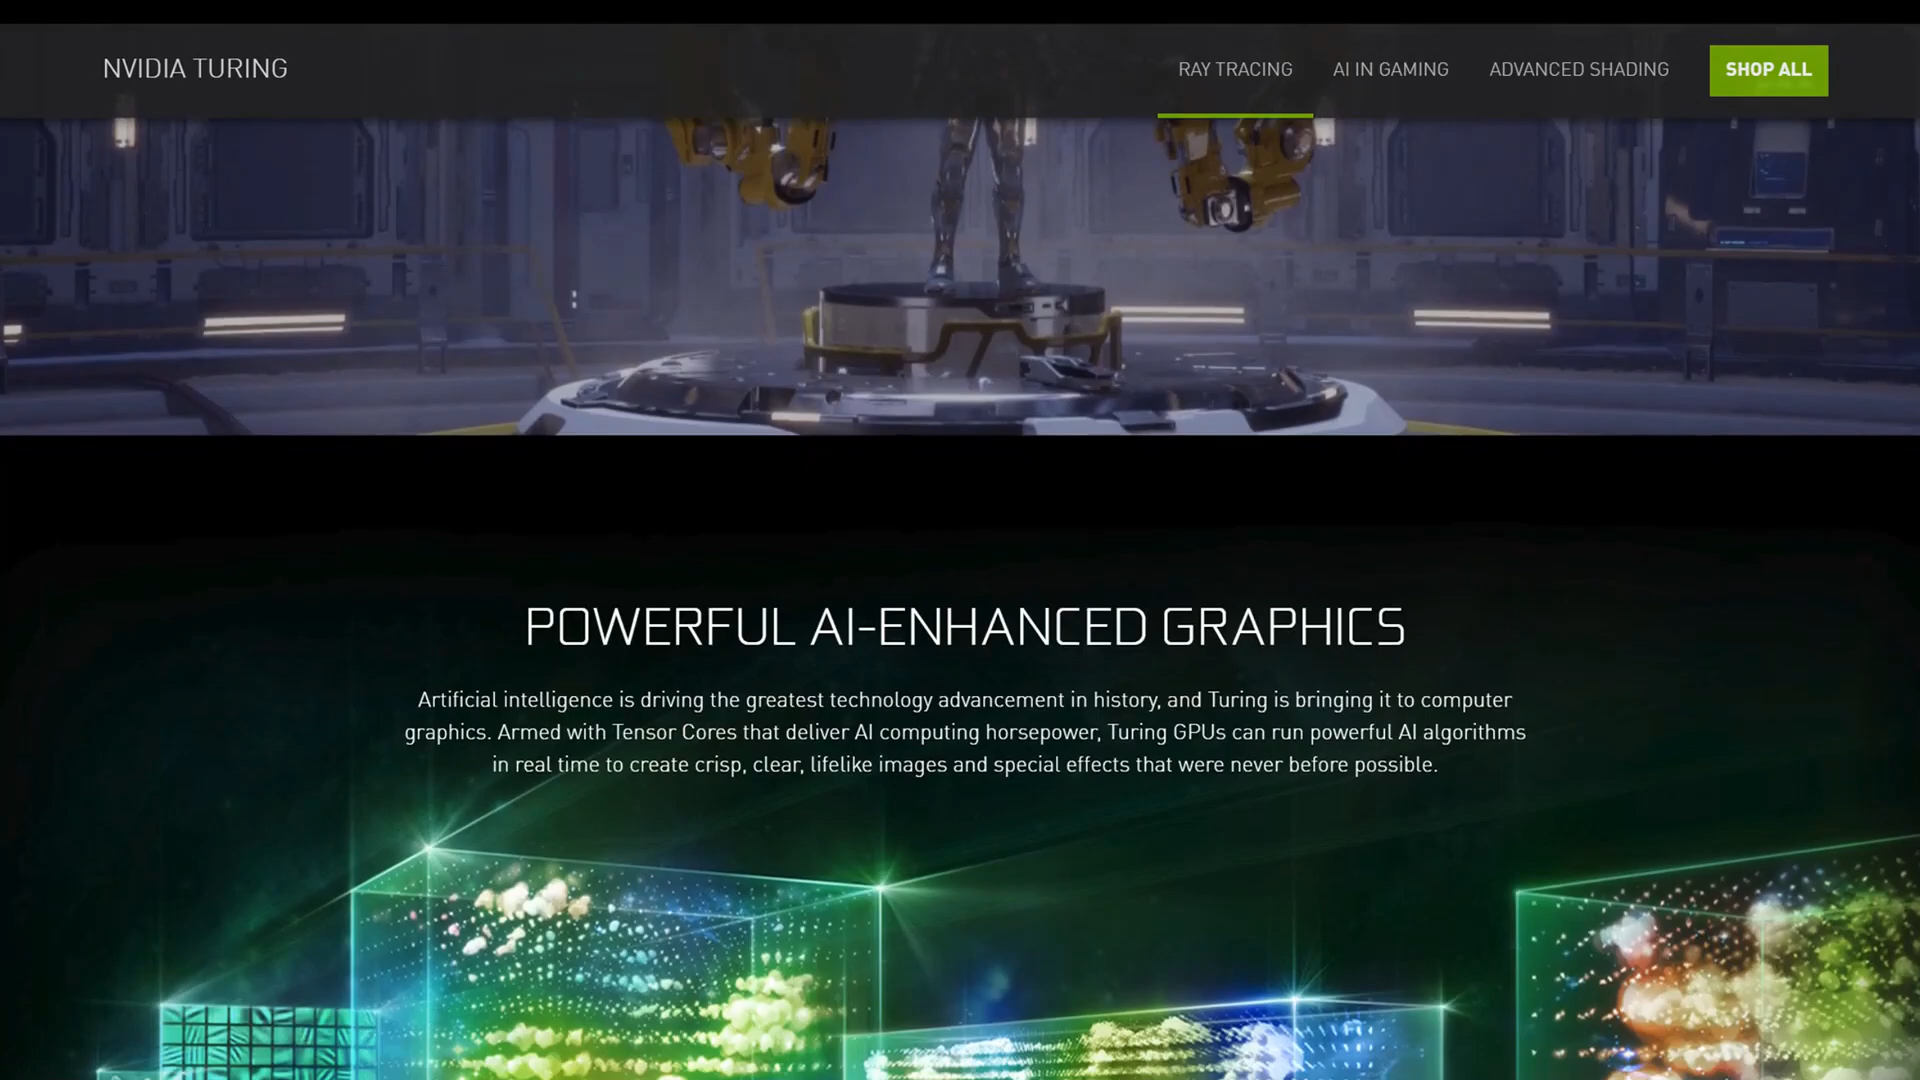 NVIDIA TURING
RAY TRACING
AI IN GAMING
ADVANCED SHADING
SHOP ALL
POWERFUL AI-ENHANCED GRAPHICS
Artificial intelligence is driving the greatest technology advancement in history, and Turing is bringing it to computer
graphics. Armed with Tensor Cores that deliver AI computing horsepower, Turing GPUs can run powerful AI algorithms
in real time to create crisp, clear, lifelike images and special effects that were never before possible.